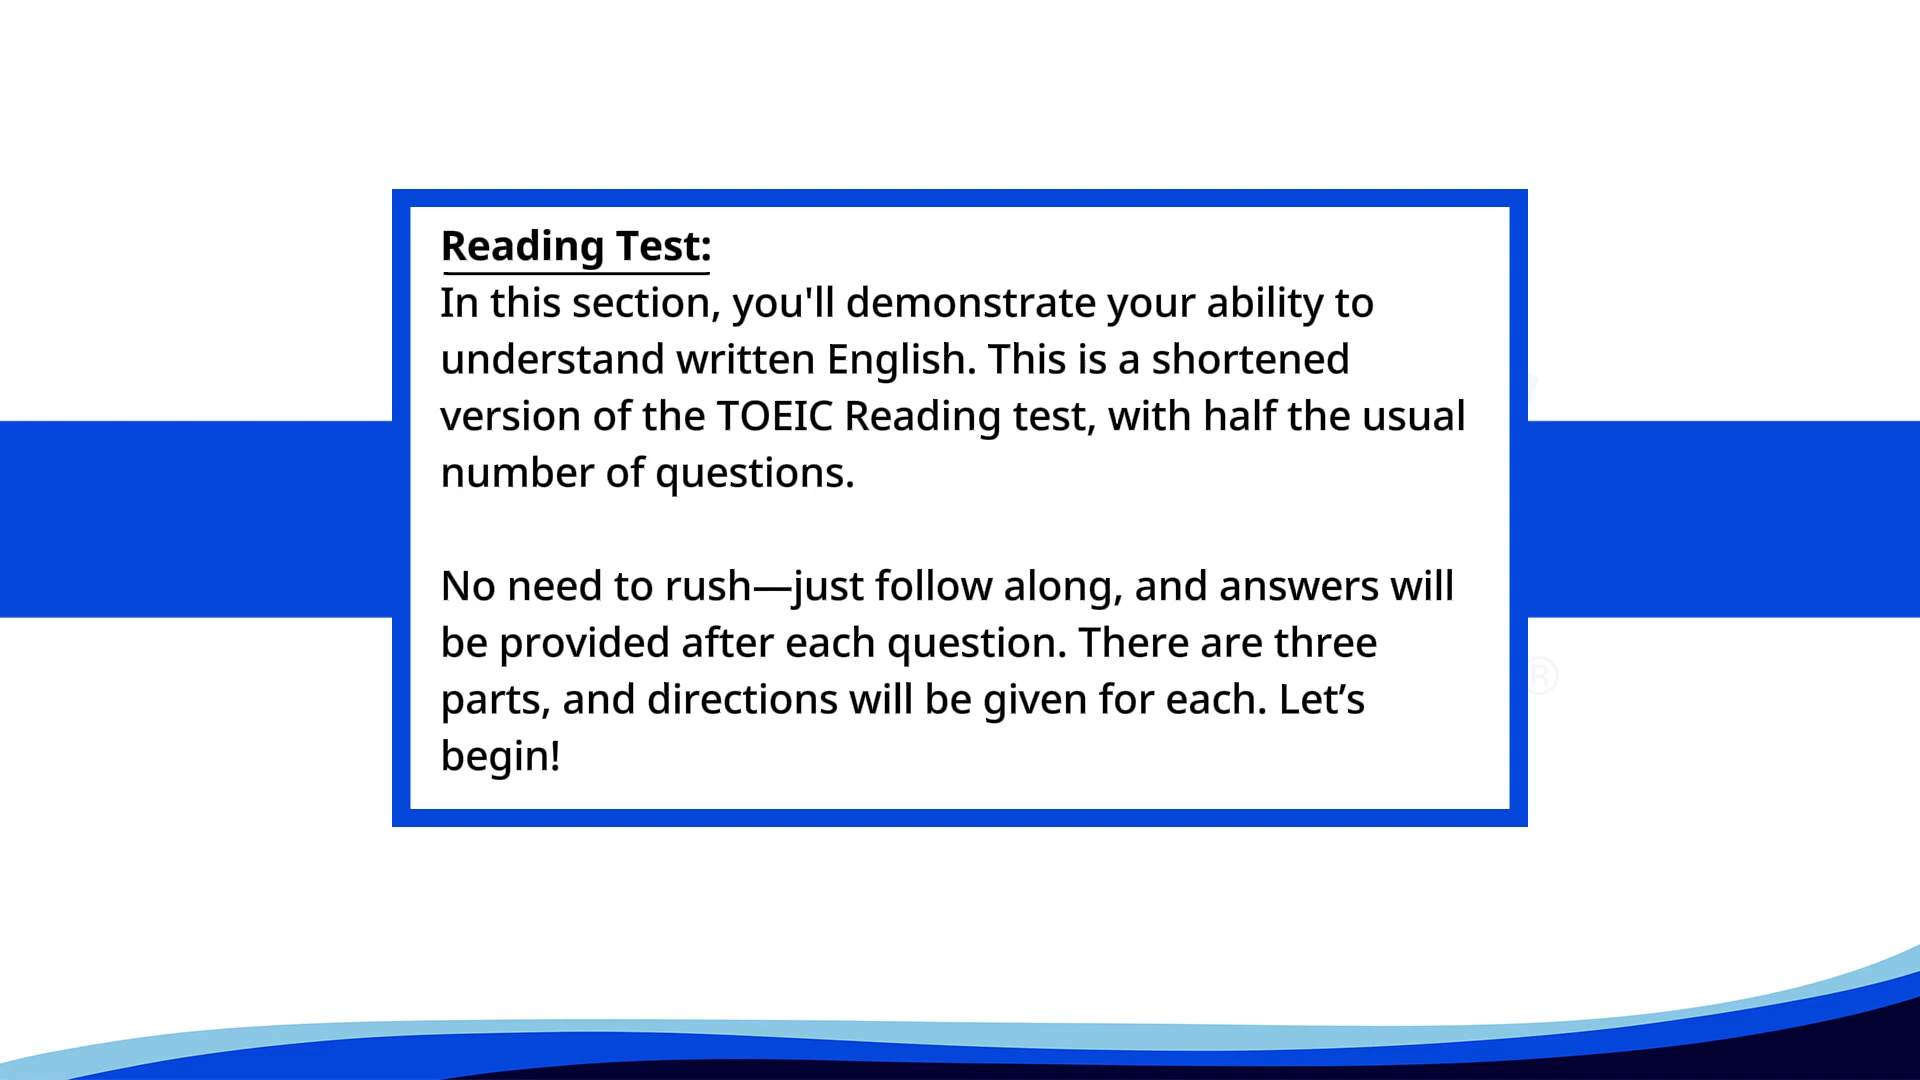 Reading Test:
In this section, you'll demonstrate your ability to
understand written English. This is a shortened
version of the TOEIC Reading test, with half the usual
number of questions.
No need to rush—just follow along, and answers will
be provided after each question. There are three
parts, and directions will be given for each. Let’s
begin!
®